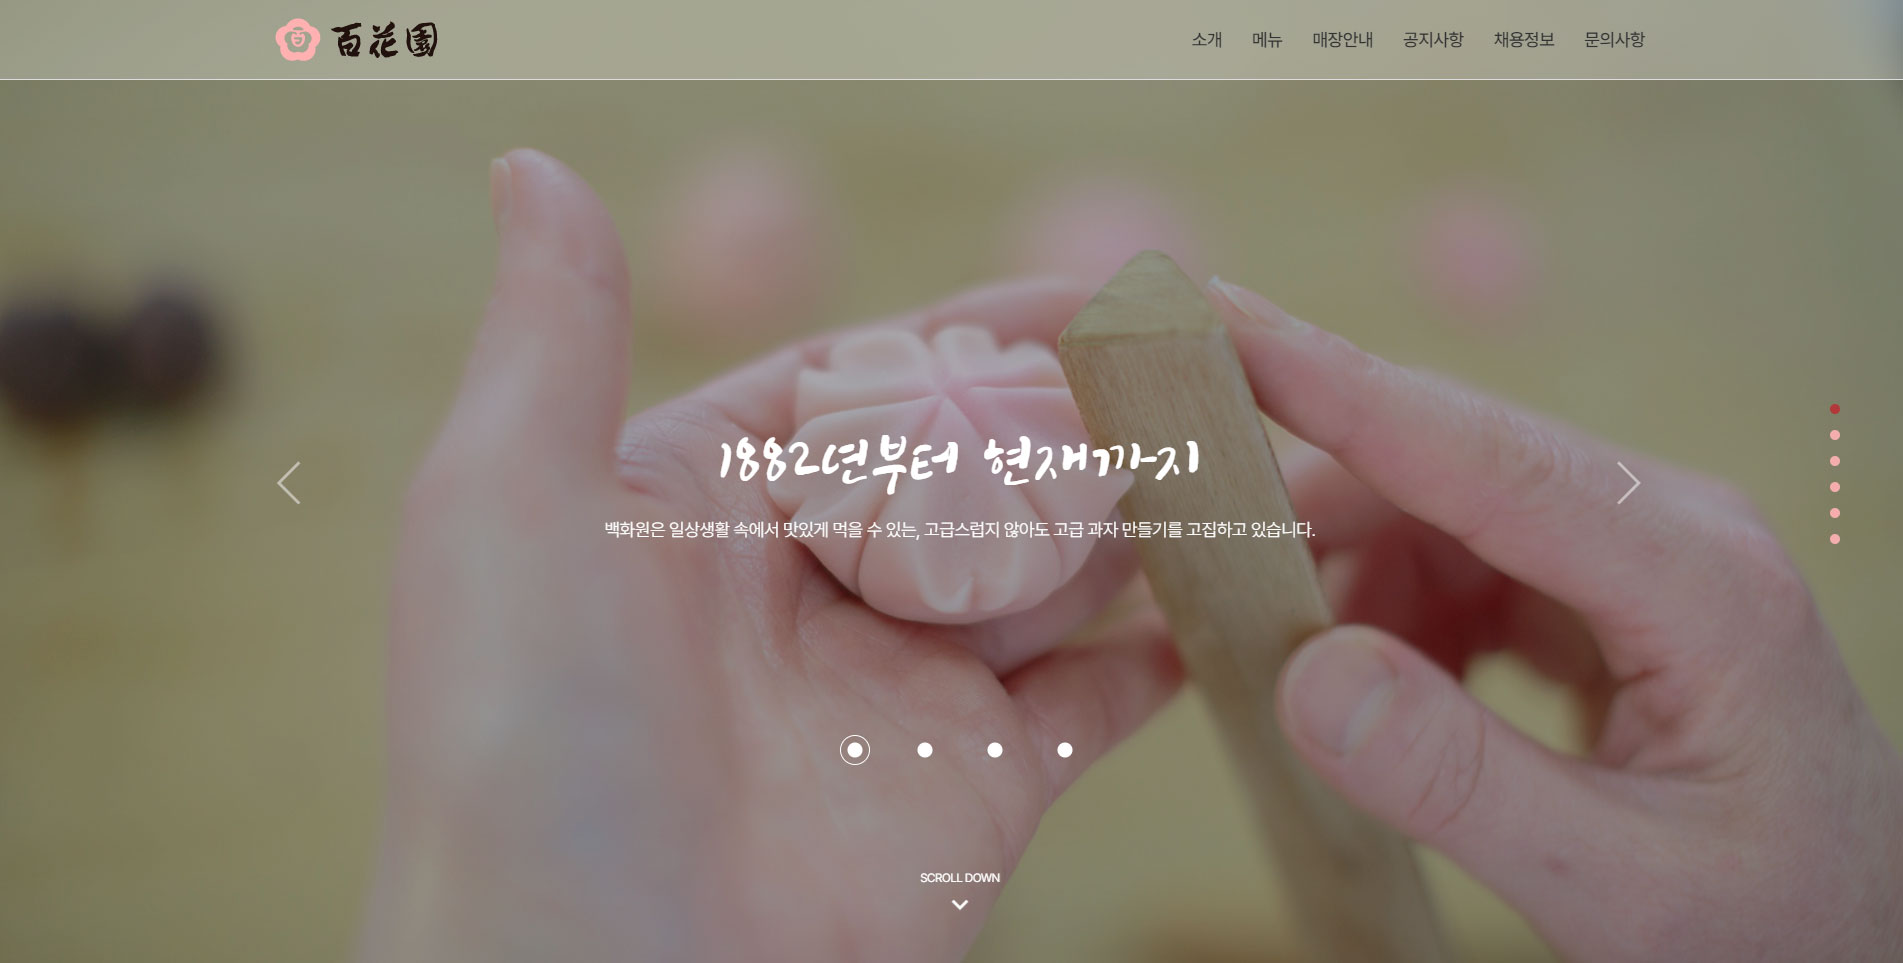 百花園
소개 메뉴 매장안내 공지사항 채용정보 문의사항
1882년부터 현재까지
백화원은 일상생활 속에서 맛있게 먹을 수 있는, 고급스럽지 않아도 고급 과자 만들기를 고집하고 있습니다.
SCROLL DOWN